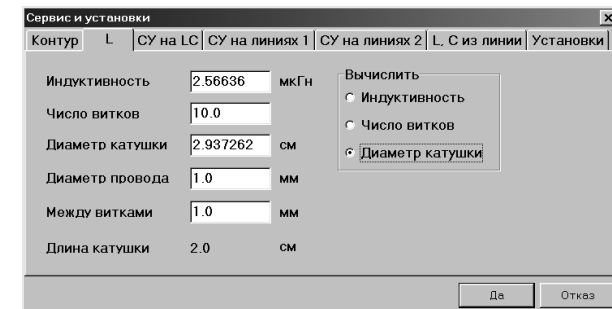 Сервис и установки
Контур L СУ на LC СУ на линиях 1 СУ на линиях 2 L, C из линии Установки
Индуктивность 2.56636 мкГн
Число витков 10.0
Диаметр катушки 2.937262 см
Диаметр провода 1.0 мм
Между витками 1.0 мм
Длина катушки 2.0 см
Вычислить
Индуктивность
Число витков
Диаметр катушки
Да Отказ